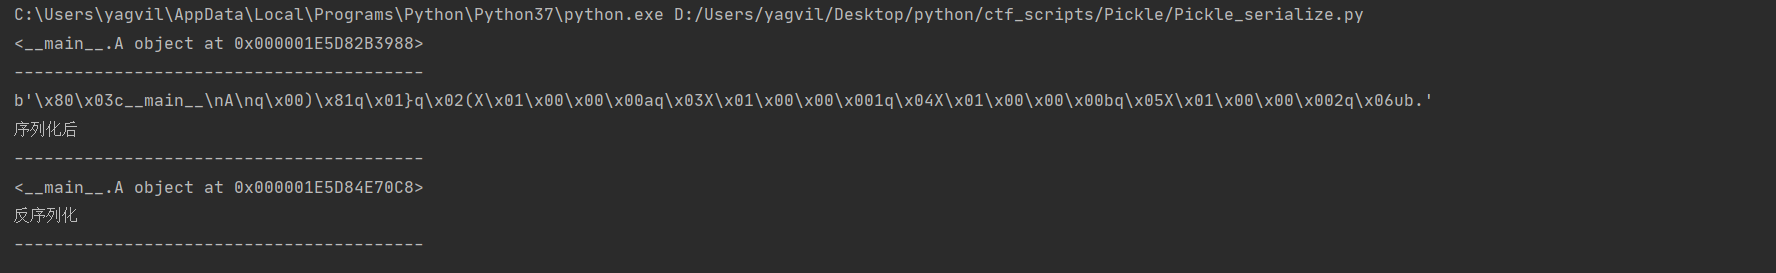 C:\Users\yagvil\AppData\Local\Programs\Python\Python37\python.exe D:/Users/yagvil/Desktop/python/ctf_scripts/Pickle/Pickle_serialize.py
<__main__.A object at 0x000001E5D82B3988>
-----------------------------------------
b'\x80\x03c__main__\nA\nq\x00)\x81q\x01}q\x02(X\x01\x00\x00\x00aq\x03X\x01\x00\x00\x001q\x04X\x01\x00\x00\x00bq\x05X\x01\x00\x00\x002q\x06ub.'
序列化后
-----------------------------------------
<__main__.A object at 0x000001E5D84E70C8>
反序列化
-----------------------------------------